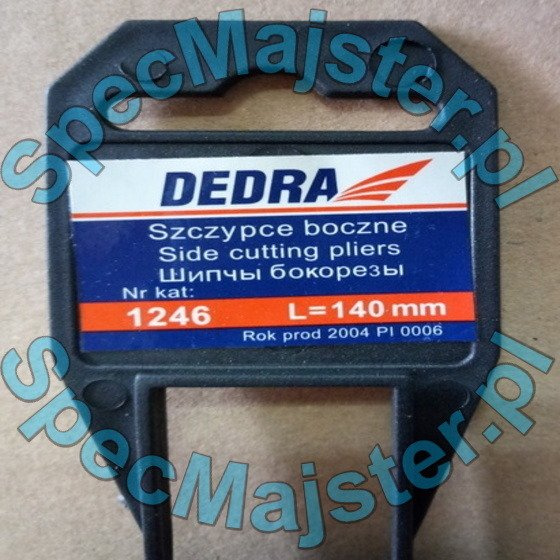 SpecMajster.pl
DEDRA
Szczypce boczne
Side cutting pliers
Шипчы бокорезы
Nr kat:
1246 L=140 mm
Rok prod 2004 PI 0006
SpecMajster.pl